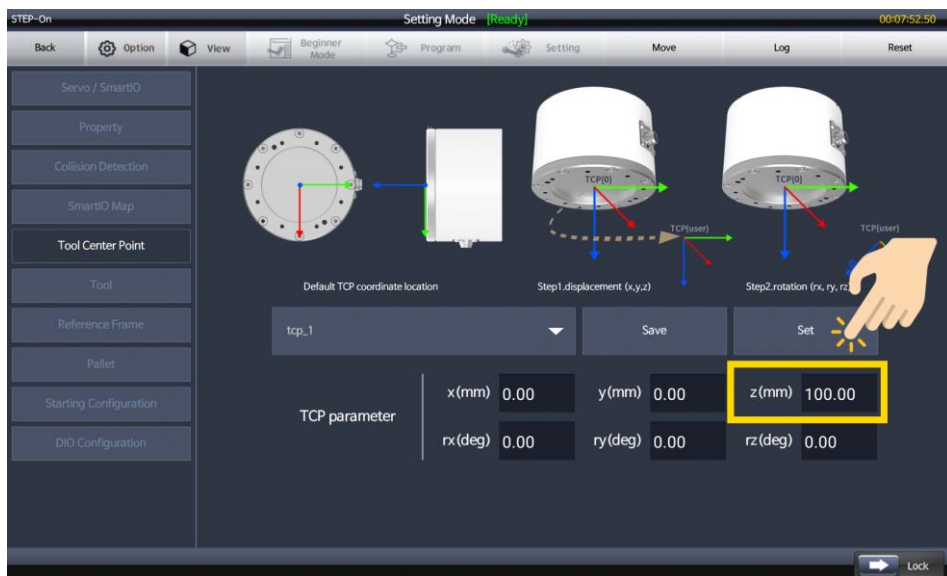 STEP-On
Setting Mode [Ready]
00:07:52.50
Back
Option
View
Beginner
Mode
Program
Setting
Move
Log
Reset
Servo / SmartIO
Property
Collision Detection
SmartIO Map
Tool Center Point
Tool
Reference Frame
Pallet
Starting Configuration
DIO Configuration
TCP(0)
TCP(user)
TCP(0)
TCP(user)
Default TCP coordinate location
Step1.displacement (x,y,z)
Step2.rotation (rx, ry, rz)
tcp_1
Save
Set
TCP parameter
x(mm) 0.00
y(mm) 0.00
z(mm) 100.00
rx(deg) 0.00
ry(deg) 0.00
rz(deg) 0.00
Lock